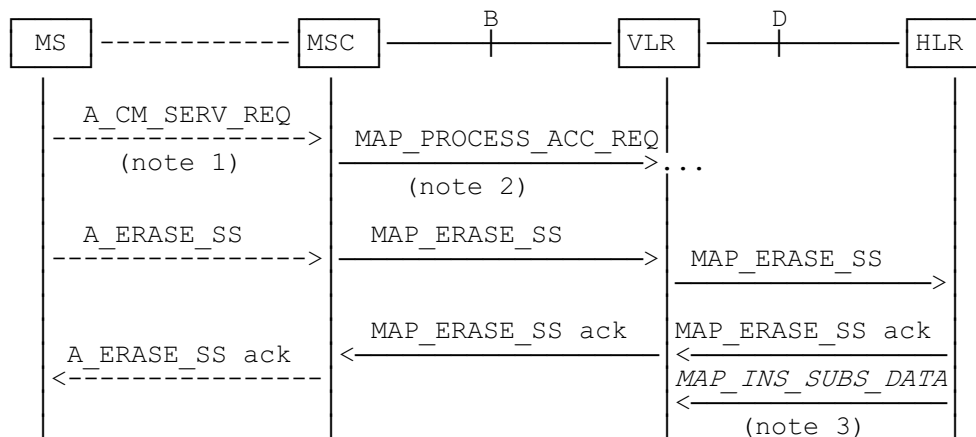 B D
MS MSC VLR HLR
A_CM_SERV_REQ
MAP_PROCESS_ACC_REQ
(note 1)
...
(note 2)
A_ERASE_SS MAP_ERASE_SS
MAP_ERASE_SS
MAP_ERASE_SS ack MAP_ERASE_SS ack
A_ERASE_SS ack
MAP_INS_SUBS_DATA
(note 3)